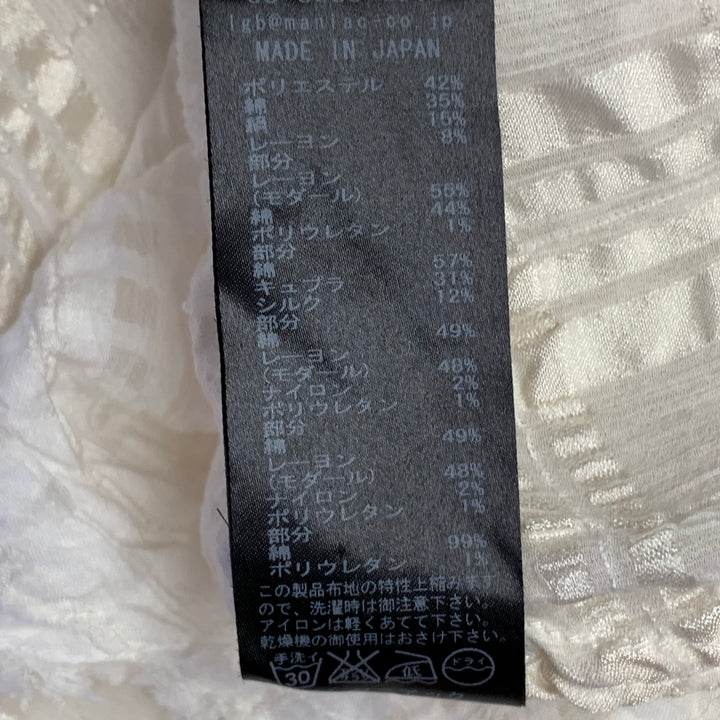 lgb@maniac-co.jp
MADE IN JAPAN
ポリエステル 42%
綿 35%
絹 15%
レーヨン 8%
部分
レーヨン
(モダール) 55%
綿 44%
ポリウレタン 1%
部分
綿 57%
キュプラ 31%
シルク 12%
部分
綿 49%
レーヨン
(モダール) 48%
ナイロン 2%
ポリウレタン 1%
部分
綿 49%
レーヨン
(モダール) 48%
ナイロン 2%
ポリウレタン 1%
部分
綿 99%
ポリウレタン 1%
この製品布地の特性上縮みます
ので、洗濯時は御注意下さい。
アイロンは軽くあてて下さい。
乾燥機の御使用はおさけ下さい。
手洗イ 30 エンソサラシ 低 ドライ